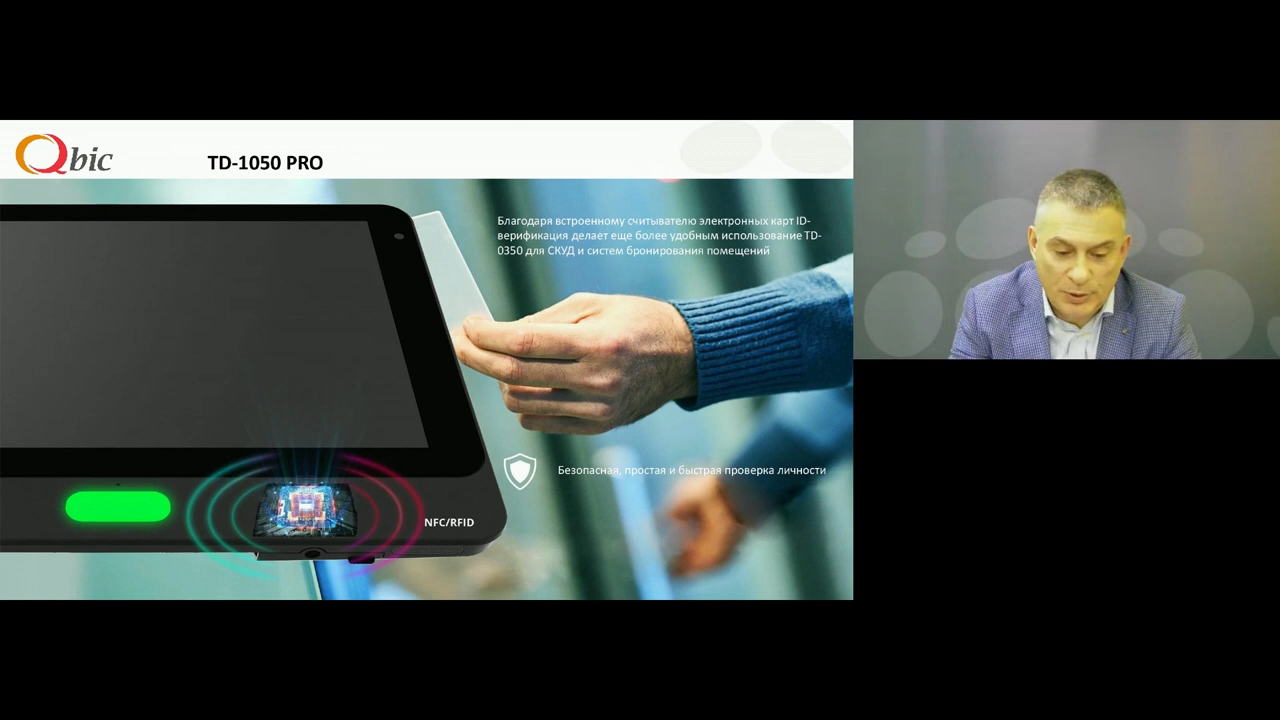 Qbic
TD-1050 PRO
Благодаря встроенному считывателю электронных карт ID-
верификация делает еще более удобным использование TD-
0350 для СКУД и систем бронирования помещений
Безопасная, простая и быстрая проверка личности
NFC/RFID